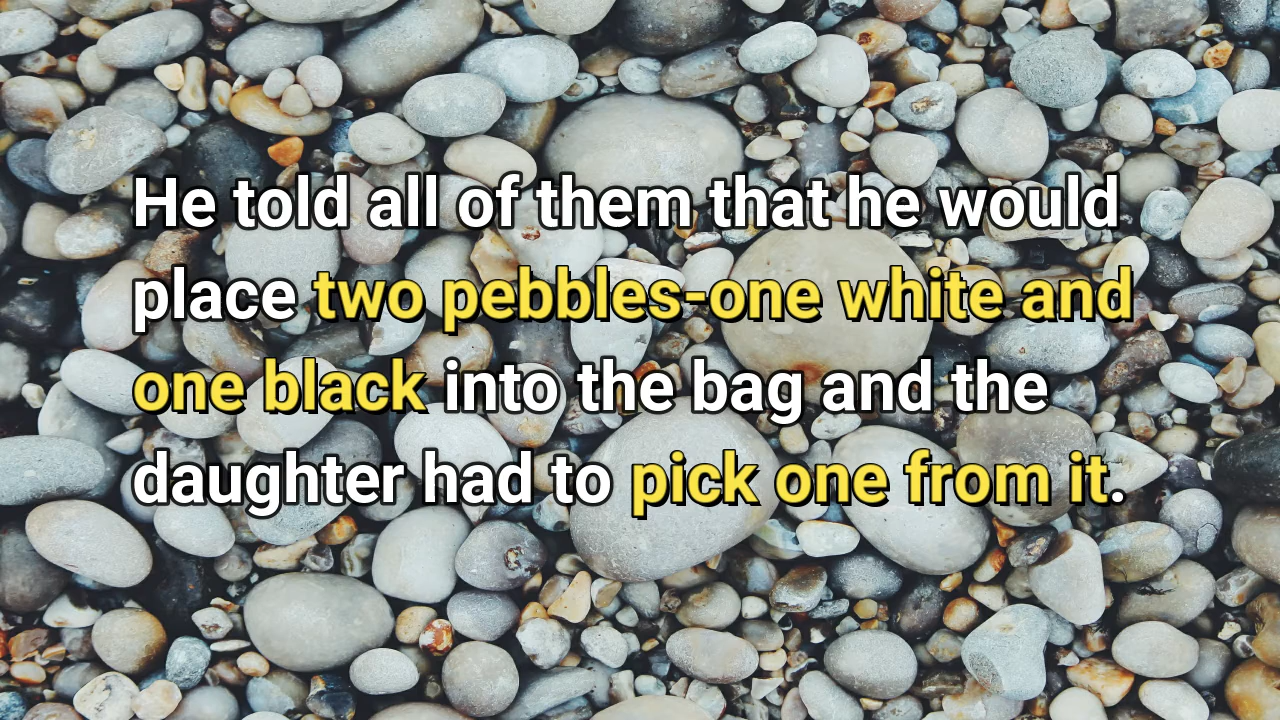 He told all of them that he would
place two pebbles-one white and
one black into the bag and the
daughter had to pick one from it.